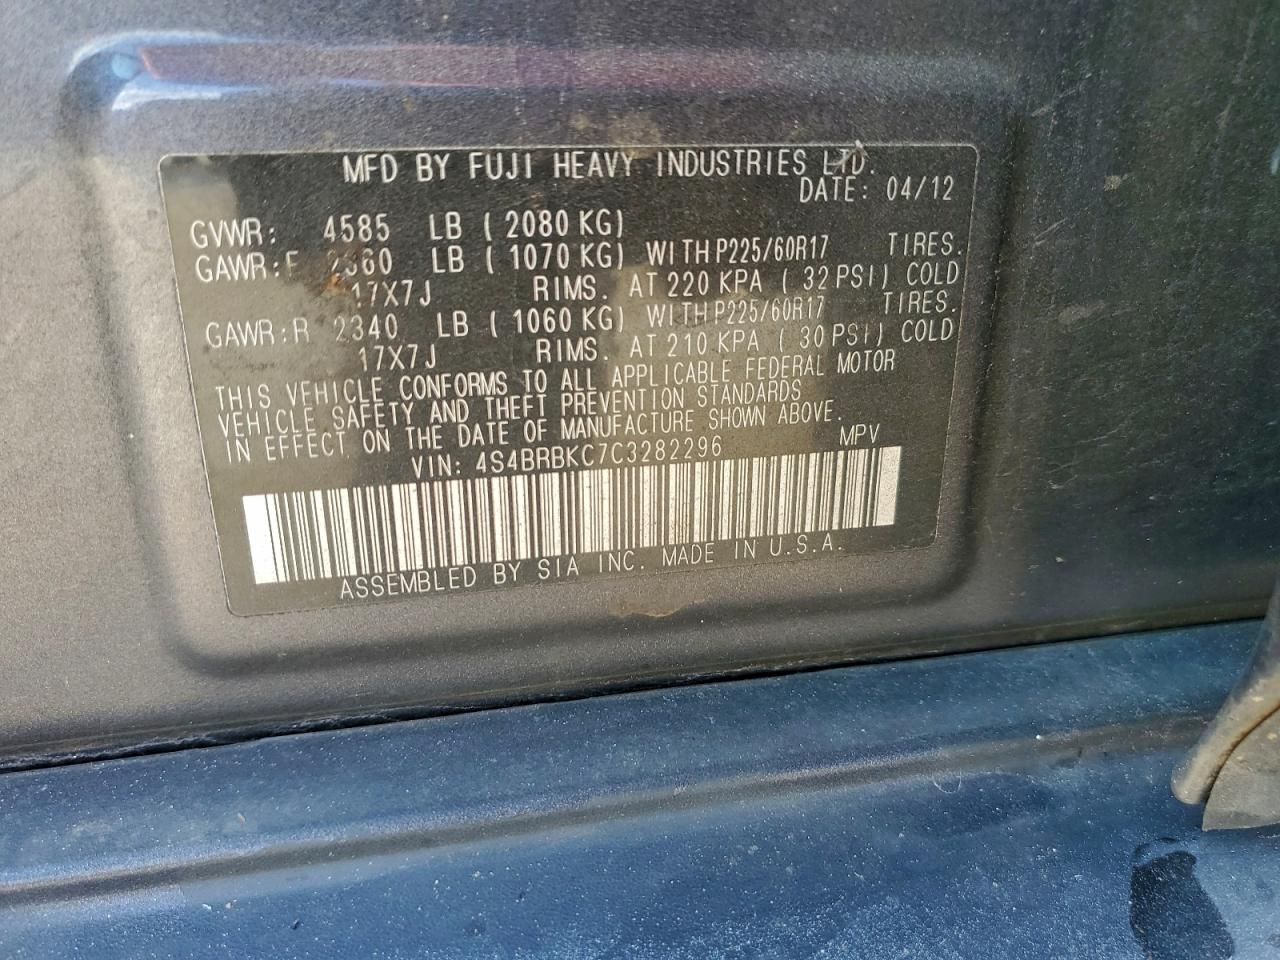 MFD BY FUJI HEAVY INDUSTRIES LTD.
DATE: 04/12
GVWR: 4585 LB ( 2080 KG)
GAWR:F 2360 LB ( 1070 KG) WITH P225/60R17 TIRES.
17X7J RIMS. AT 220 KPA ( 32 PSI) COLD
GAWR:R 2340 LB ( 1060 KG) WITH P225/60R17 TIRES.
17X7J RIMS. AT 210 KPA ( 30 PSI) COLD
THIS VEHICLE CONFORMS TO ALL APPLICABLE FEDERAL MOTOR
VEHICLE SAFETY AND THEFT PREVENTION STANDARDS
IN EFFECT ON THE DATE OF MANUFACTURE SHOWN ABOVE.
VIN: 4S4BRBKC7C3282296 MPV
ASSEMBLED BY SIA INC. MADE IN U.S.A.